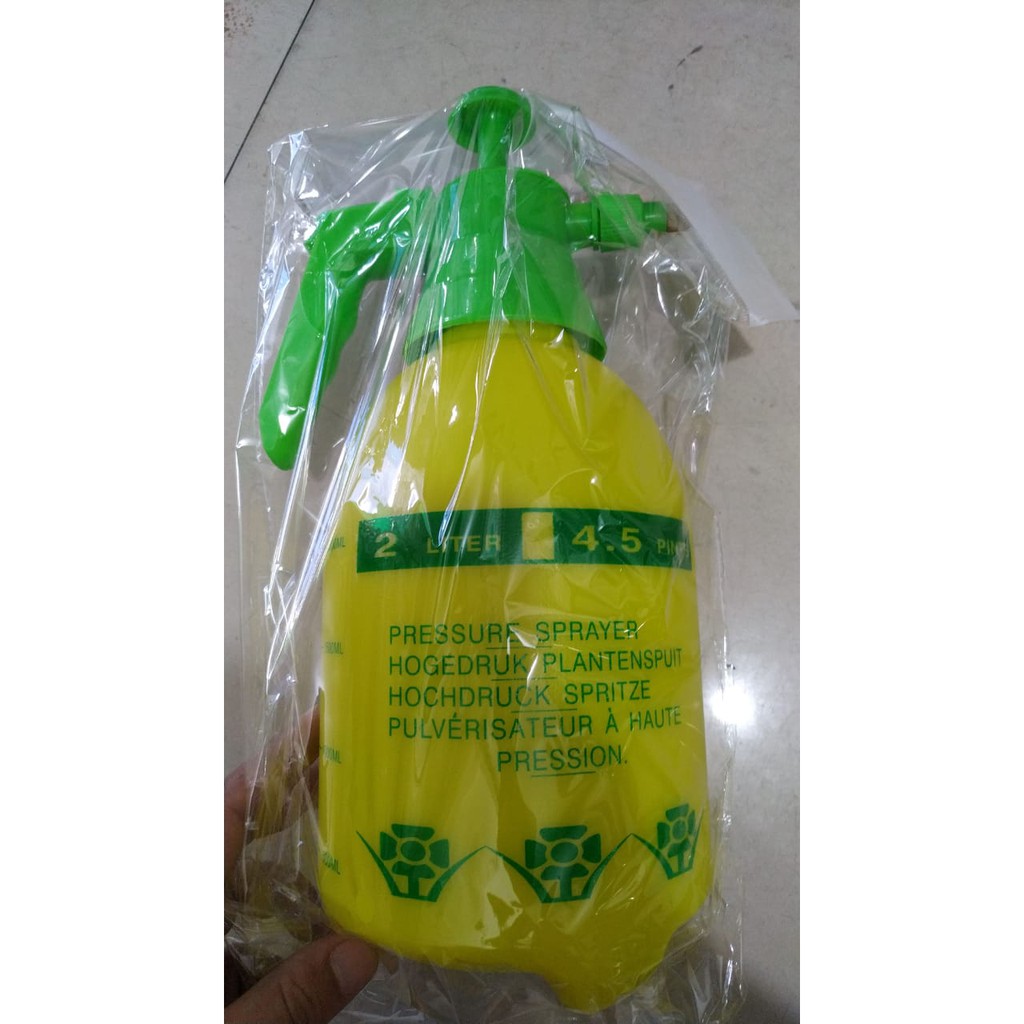 2 LITER 4.5
PRESSURE SPRAYER
HOGEDRUK PLANTENSPUIT
HOCHDRUCK SPRITZE
PULVÉRISATEUR À HAUTE
PRESSION.